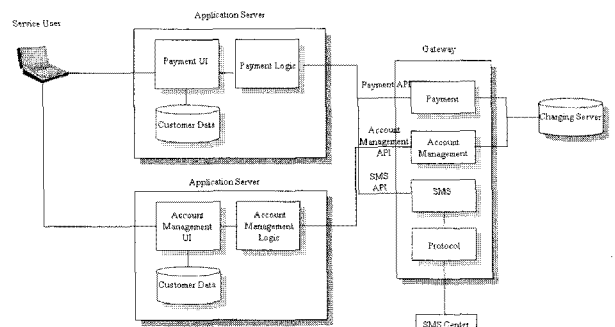 Application Server
Service User
Payment UI
Payment Logic
Customer Data
Gateway
Payment API
Payment
Charging Server
Account
Management
API
Account
Management
SMS
API
SMS
Protocol
SMS Center
Application Server
Account
Management
UI
Account
Management
Logic
Customer Data